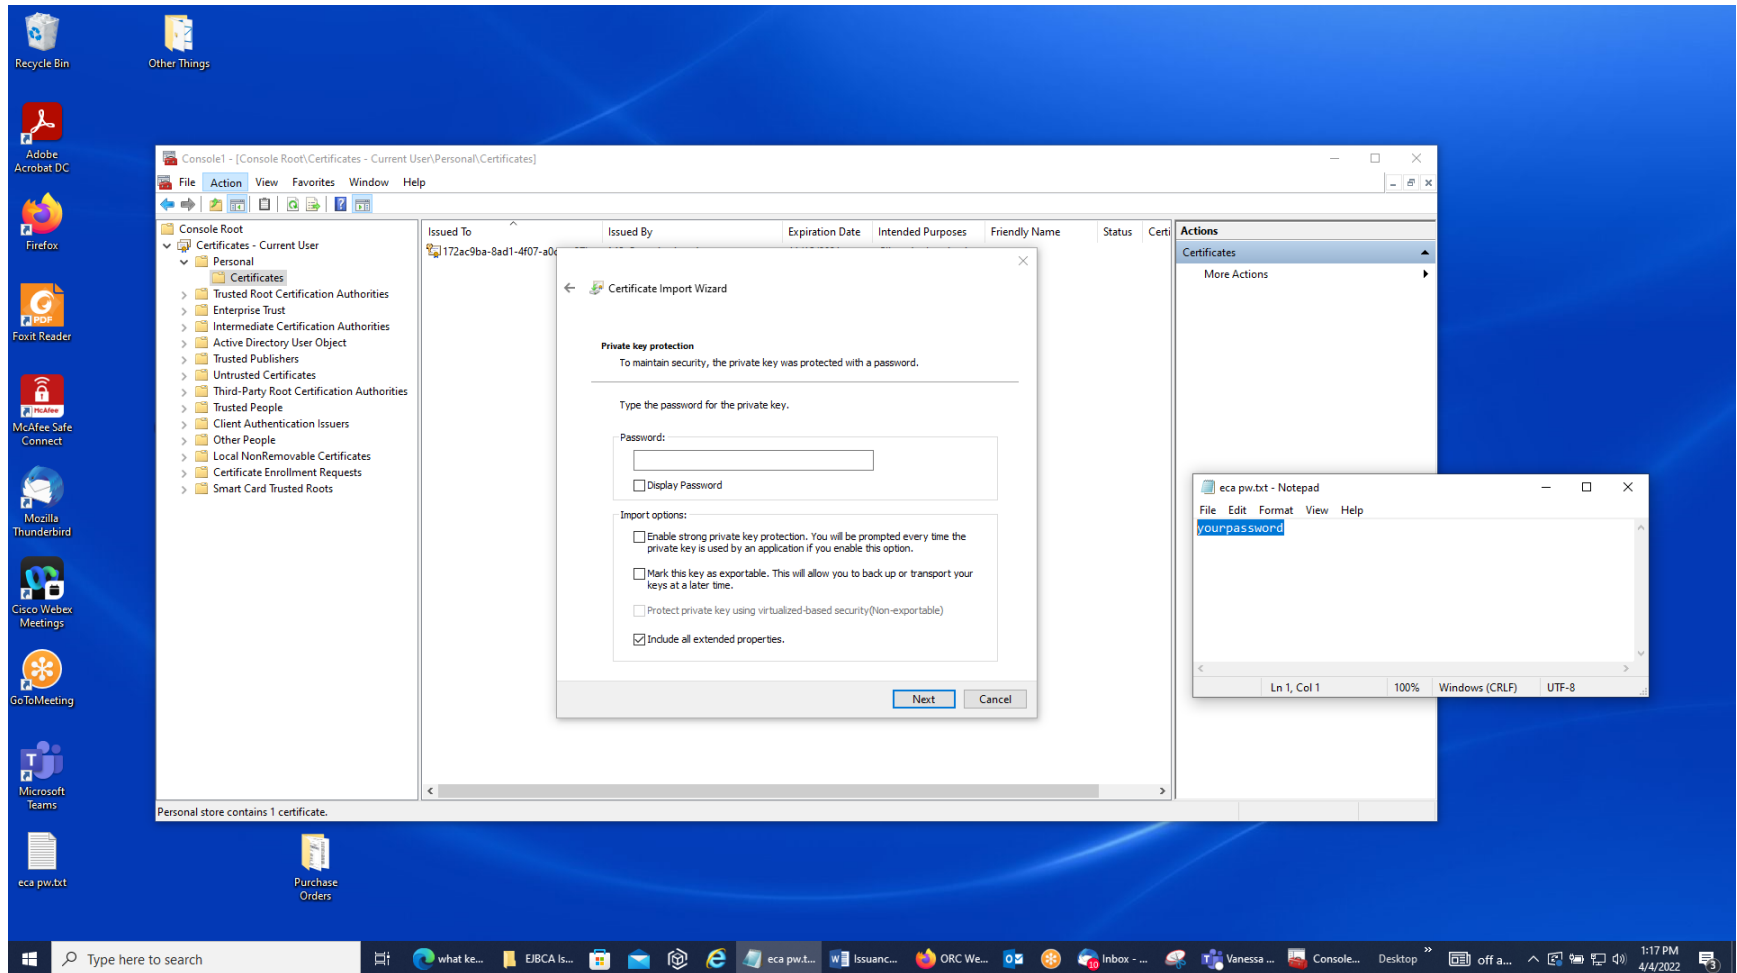 Recycle Bin
Other Things
Adobe
Acrobat DC
Firefox
PDF
Foxit Reader
McAfee
McAfee Safe
Connect
Mozilla
Thunderbird
Cisco Webex
Meetings
GoToMeeting
Microsoft
Teams
eca pw.txt
Purchase
Orders
Console1 - [Console Root\Certificates - Current User\Personal\Certificates]
File Action View Favorites Window Help
Console Root
Certificates - Current User
Personal
Certificates
Trusted Root Certification Authorities
Enterprise Trust
Intermediate Certification Authorities
Active Directory User Object
Trusted Publishers
Untrusted Certificates
Third-Party Root Certification Authorities
Trusted People
Client Authentication Issuers
Other People
Local NonRemovable Certificates
Certificate Enrollment Requests
Smart Card Trusted Roots
Issued To Issued By Expiration Date Intended Purposes Friendly Name Status Certi
172ac9ba-8ad1-4f07-a0
Actions
Certificates
More Actions
Personal store contains 1 certificate.
Certificate Import Wizard
Private key protection
To maintain security, the private key was protected with a password.
Type the password for the private key.
Password:
Display Password
Import options:
Enable strong private key protection. You will be prompted every time the
private key is used by an application if you enable this option.
Mark this key as exportable. This will allow you to back up or transport your
keys at a later time.
Protect private key using virtualized-based security(Non-exportable)
Include all extended properties.
Next Cancel
eca pw.txt - Notepad
File Edit Format View Help
yourpassword
Ln 1, Col 1 100% Windows (CRLF) UTF-8
Type here to search
what ke... EJBCA Is... eca pw.t... Issuanc... ORC We... 10 Inbox - ... Vanessa ... Console... Desktop » off a... 1:17 PM
4/4/2022 3